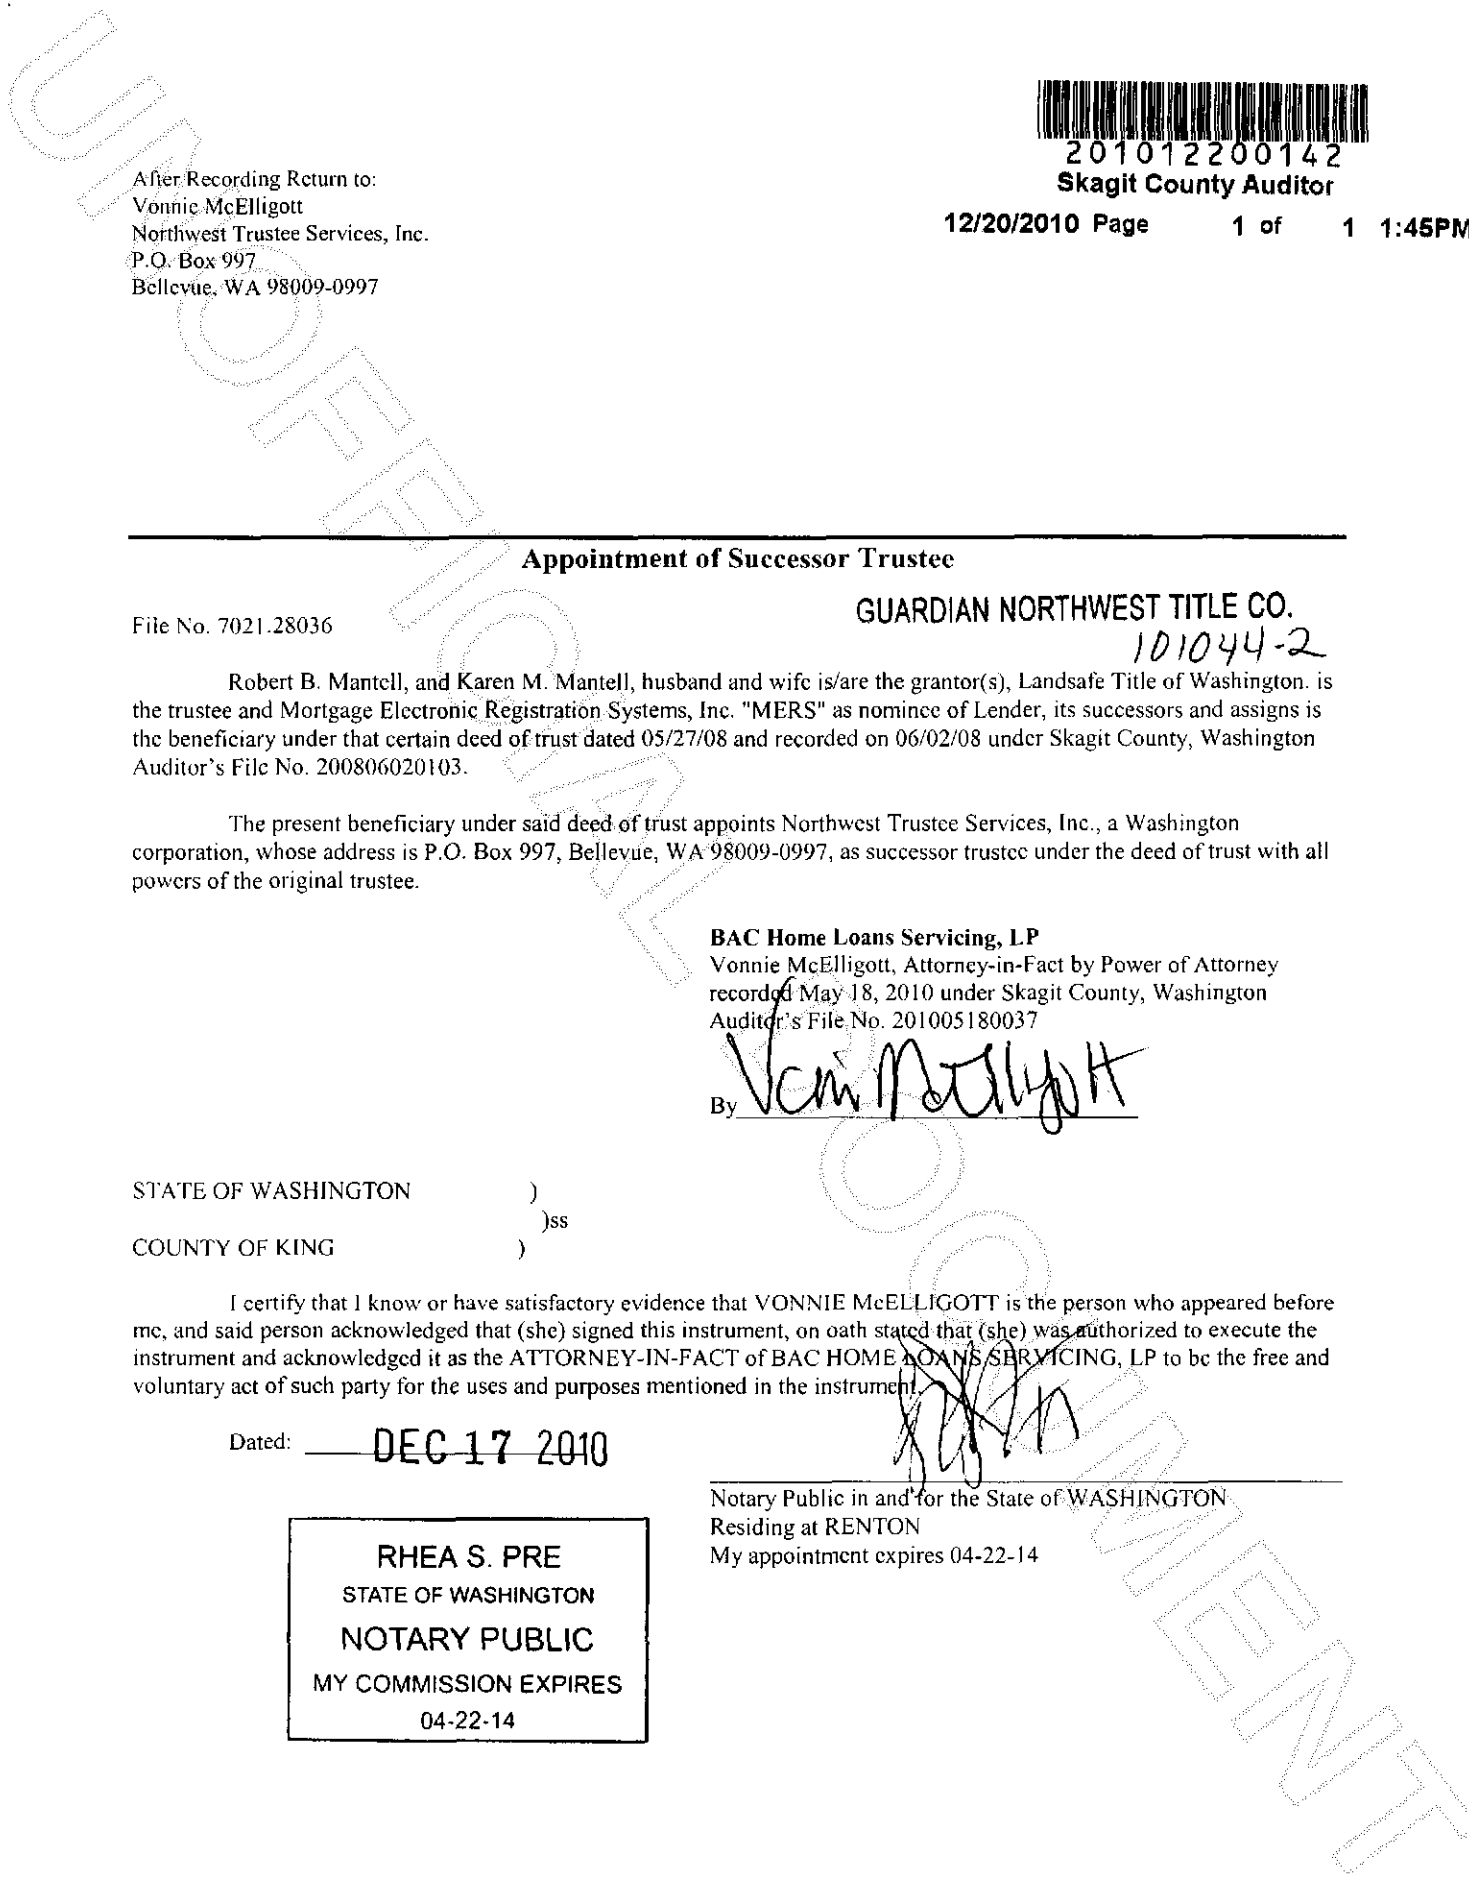 201012200142
Skagit County Auditor
12/20/2010 Page 1 of 1 1:45PM
After Recording Return to:
Vonnie McElligott
Northwest Trustee Services, Inc.
P.O. Box 997
Bellevue, WA 98009-0997
Appointment of Successor Trustee
GUARDIAN NORTHWEST TITLE CO.
101044-2
File No. 7021.28036
Robert B. Mantell, and Karen M. Mantell, husband and wife is/are the grantor(s), Landsafe Title of Washington. is
the trustee and Mortgage Electronic Registration Systems, Inc. "MERS" as nominee of Lender, its successors and assigns is
the beneficiary under that certain deed of trust dated 05/27/08 and recorded on 06/02/08 under Skagit County, Washington
Auditor's File No. 200806020103.
The present beneficiary under said deed of trust appoints Northwest Trustee Services, Inc., a Washington
corporation, whose address is P.O. Box 997, Bellevue, WA 98009-0997, as successor trustee under the deed of trust with all
powers of the original trustee.
BAC Home Loans Servicing, LP
Vonnie McElligott, Attorney-in-Fact by Power of Attorney
recorded May 18, 2010 under Skagit County, Washington
Auditor's File No. 201005180037
By
STATE OF WASHINGTON )
)ss
COUNTY OF KING )
I certify that I know or have satisfactory evidence that VONNIE McELLIGOTT is the person who appeared before
me, and said person acknowledged that (she) signed this instrument, on oath stated that (she) was authorized to execute the
instrument and acknowledged it as the ATTORNEY-IN-FACT of BAC HOME LOANS SERVICING, LP to be the free and
voluntary act of such party for the uses and purposes mentioned in the instrument.
Dated: DEC 17 2010
Notary Public in and for the State of WASHINGTON
Residing at RENTON
My appointment expires 04-22-14
RHEA S. PRE
STATE OF WASHINGTON
NOTARY PUBLIC
MY COMMISSION EXPIRES
04-22-14
UNOFFICIAL DOCUMENT